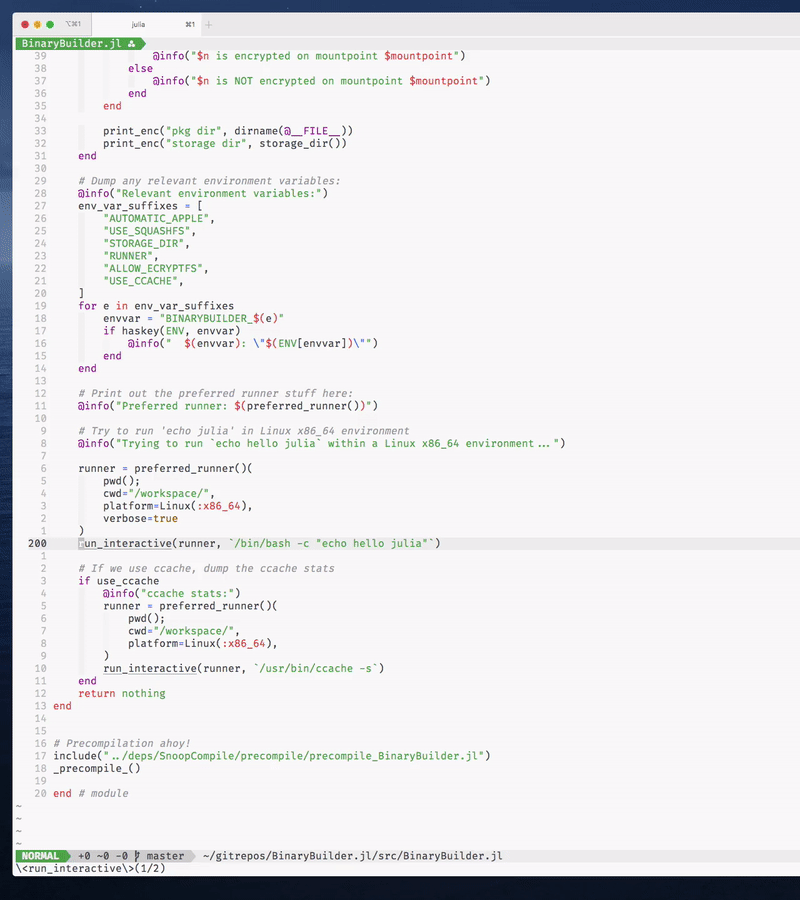 ⌥⌘1 julia ⌘1 +
BinaryBuilder.jl
39 @info("$n is encrypted on mountpoint $mountpoint")
38 else
37 @info("$n is NOT encrypted on mountpoint $mountpoint")
36 end
35 end
34
33 print_enc("pkg dir", dirname(@__FILE__))
32 print_enc("storage dir", storage_dir())
31 end
30
29 # Dump any relevant environment variables:
28 @info("Relevant environment variables:")
27 env_var_suffixes = [
26 "AUTOMATIC_APPLE",
25 "USE_SQUASHFS",
24 "STORAGE_DIR",
23 "RUNNER",
22 "ALLOW_ECRYPTFS",
21 "USE_CCACHE",
20 ]
19 for e in env_var_suffixes
18 envvar = "BINARYBUILDER_$(e)"
17 if haskey(ENV, envvar)
16 @info("  $(envvar): \"$(ENV[envvar])\"")
15 end
14 end
13
12 # Print out the preferred runner stuff here:
11 @info("Preferred runner: $(preferred_runner())")
10
9 # Try to run 'echo julia' in Linux x86_64 environment
8 @info("Trying to run `echo hello julia` within a Linux x86_64 environment...")
7
6 runner = preferred_runner()(
5 pwd();
4 cwd="/workspace/",
3 platform=Linux(:x86_64),
2 verbose=true
1 )
200 run_interactive(runner, `/bin/bash -c "echo hello julia"`)
1
2 # If we use ccache, dump the ccache stats
3 if use_ccache
4 @info("ccache stats:")
5 runner = preferred_runner()(
6 pwd();
7 cwd="/workspace/",
8 platform=Linux(:x86_64),
9 )
10 run_interactive(runner, `/usr/bin/ccache -s`)
11 end
12 return nothing
13 end
14
15
16 # Precompilation ahoy!
17 include("../deps/SnoopCompile/precompile/precompile_BinaryBuilder.jl")
18 _precompile_()
19
20 end # module
~
~
~
~
NORMAL +0 ~0 -0 master ~/gitrepos/BinaryBuilder.jl/src/BinaryBuilder.jl
\<run_interactive\>(1/2)